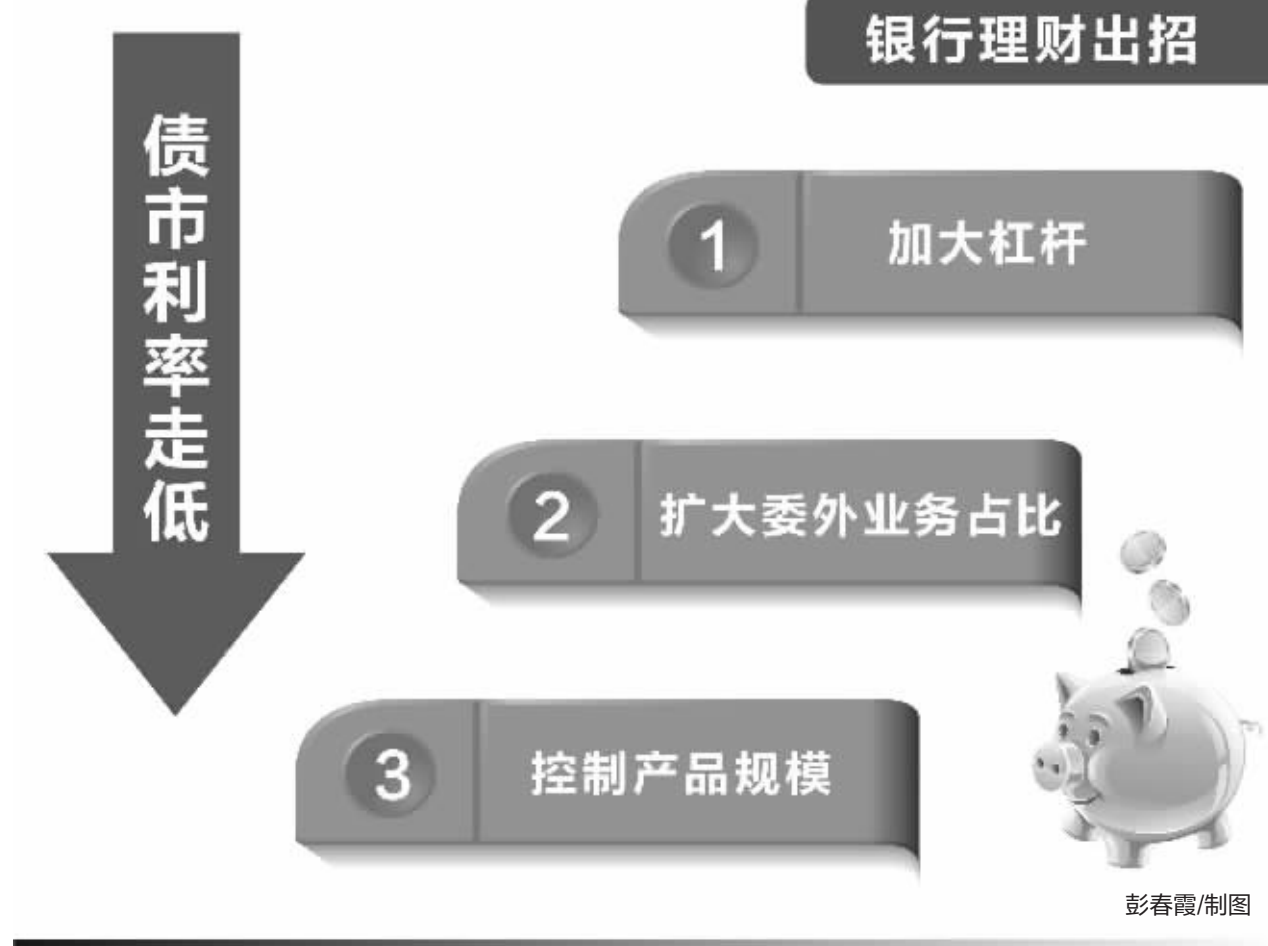 银行理财出招
债市利率走低
1
加大杠杆
2
扩大委外业务占比
3
控制产品规模
彭春霞/制图